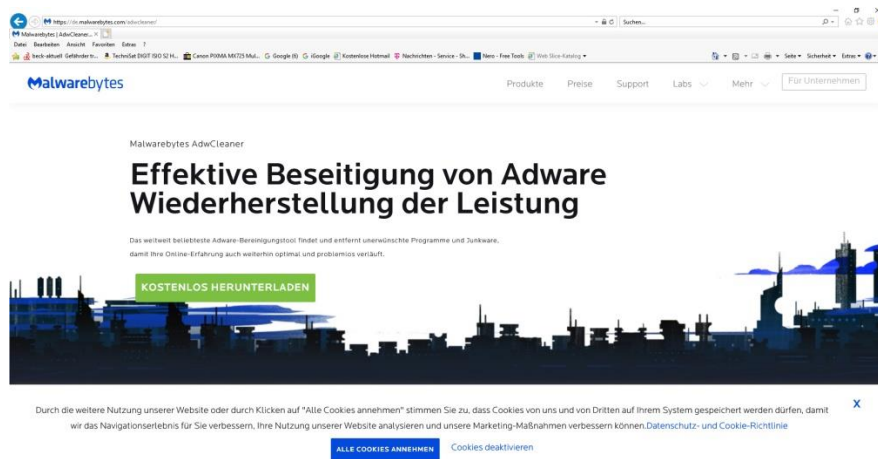 https://de.malwarebytes.com/adwcleaner/
Suchen...
Malwarebytes | AdwCleaner...
Datei Bearbeiten Ansicht Favoriten Extras ?
beck-aktuell Gefährder tr... TechniSat DIGIT ISIO S2 H... Canon PIXMA MX725 Mul... Google (6) iGoogle Kostenlose Hotmail Nachrichten - Service - Sh... Nero - Free Tools Web Slice-Katalog
Seite Sicherheit Extras
Malwarebytes
Produkte Preise Support Labs Mehr Für Unternehmen
Malwarebytes AdwCleaner
Effektive Beseitigung von Adware
Wiederherstellung der Leistung
Das weltweit beliebteste Adware-Bereinigungstool findet und entfernt unerwünschte Programme und Junkware,
damit Ihre Online-Erfahrung auch weiterhin optimal und problemlos verläuft.
KOSTENLOS HERUNTERLADEN
X
Durch die weitere Nutzung unserer Website oder durch Klicken auf "Alle Cookies annehmen" stimmen Sie zu, dass Cookies von uns und von Dritten auf Ihrem System gespeichert werden dürfen, damit
wir das Navigationserlebnis für Sie verbessern, Ihre Nutzung unserer Website analysieren und unsere Marketing-Maßnahmen verbessern können.Datenschutz- und Cookie-Richtlinie
ALLE COOKIES ANNEHMEN Cookies deaktivieren